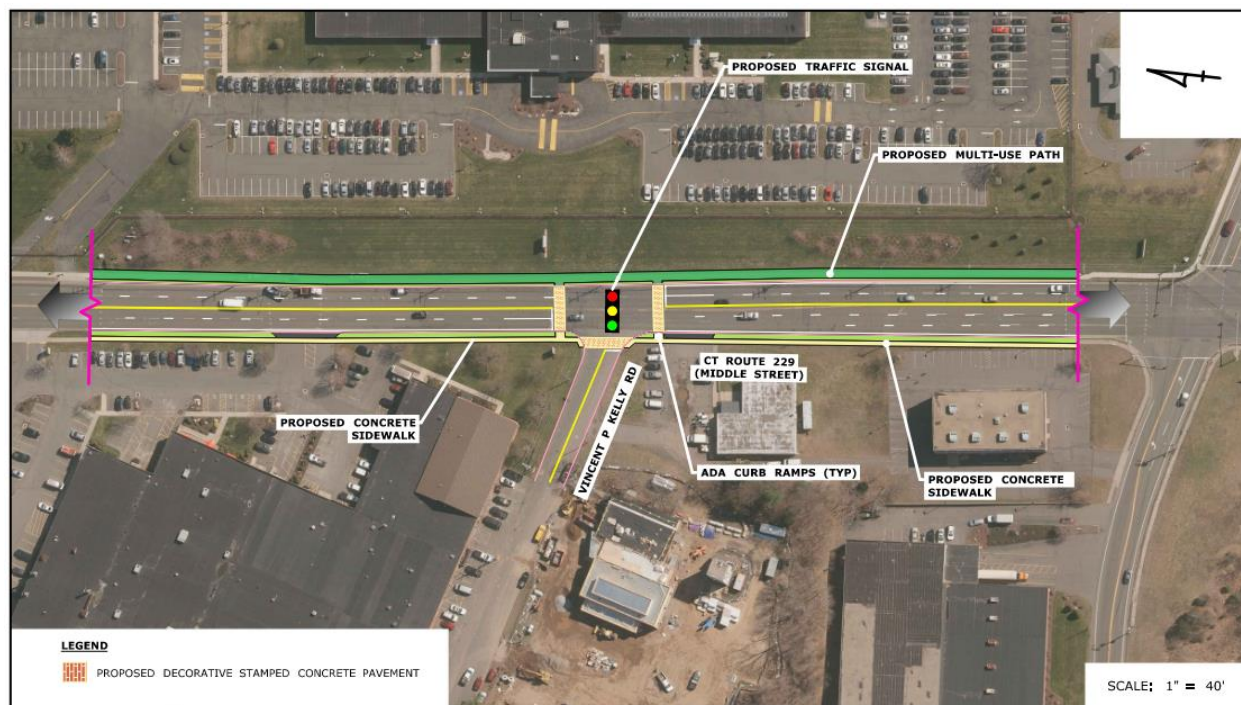 PROPOSED TRAFFIC SIGNAL
PROPOSED MULTI-USE PATH
CT ROUTE 229
(MIDDLE STREET)
PROPOSED CONCRETE
SIDEWALK
VINCENT P KELLY RD
ADA CURB RAMPS (TYP)
PROPOSED CONCRETE
SIDEWALK
LEGEND
PROPOSED DECORATIVE STAMPED CONCRETE PAVEMENT
SCALE: 1" = 40'